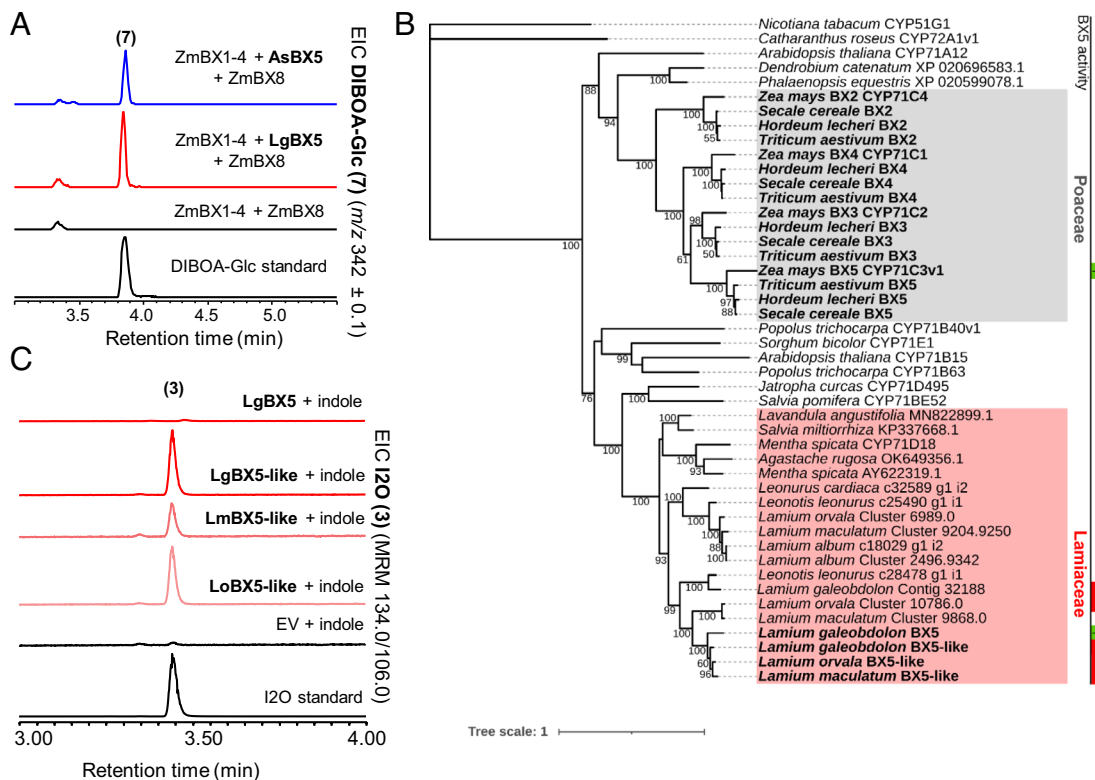 A
(7)
ZmBX1-4 + AsBX5
+ ZmBX8
ZmBX1-4 + LgBX5
+ ZmBX8
ZmBX1-4 + ZmBX8
DIBOA-Glc standard
3.5 4.0 4.5 5.0
Retention time (min)
EIC DIBOA-Glc (7) (m/z 342 ± 0.1)
B
BX5 activity
Nicotiana tabacum CYP51G1
Catharanthus roseus CYP72A1v1
Arabidopsis thaliana CYP71A12
Dendrobium catenatum XP 020696583.1
Phalaenopsis equestris XP 020599078.1
Zea mays BX2 CYP71C4
Secale cereale BX2
Hordeum lecheri BX2
Triticum aestivum BX2
Zea mays BX4 CYP71C1
Hordeum lecheri BX4
Secale cereale BX4
Triticum aestivum BX4
Zea mays BX3 CYP71C2
Hordeum lecheri BX3
Secale cereale BX3
Triticum aestivum BX3
Zea mays BX5 CYP71C3v1
Triticum aestivum BX5
Hordeum lecheri BX5
Secale cereale BX5
Popolus trichocarpa CYP71B40v1
Sorghum bicolor CYP71E1
Arabidopsis thaliana CYP71B15
Popolus trichocarpa CYP71B63
Jatropha curcas CYP71D495
Salvia pomifera CYP71BE52
Lavandula angustifolia MN822899.1
Salvia miltiorrhiza KP337668.1
Mentha spicata CYP71D18
Agastache rugosa OK649356.1
Mentha spicata AY622319.1
Leonurus cardiaca c32589 g1 i2
Leonotis leonurus c25490 g1 i1
Lamium orvala Cluster 6989.0
Lamium maculatum Cluster 9204.9250
Lamium album c18029 g1 i2
Lamium album Cluster 2496.9342
Leonotis leonurus c28478 g1 i1
Lamium galeobdolon Contig 32188
Lamium orvala Cluster 10786.0
Lamium maculatum Cluster 9868.0
Lamium galeobdolon BX5
Lamium galeobdolon BX5-like
Lamium orvala BX5-like
Lamium maculatum BX5-like
Poaceae
Lamiaceae
88
100
94
100
100
55
100
100
100
98
100
50
61
100
97
88
100
99
76
100
100
100
100
93
100
100
100
88
100
93
100
99
100
100
100
60
96
Tree scale: 1
C
(3)
LgBX5 + indole
LgBX5-like + indole
LmBX5-like + indole
LoBX5-like + indole
EV + indole
I2O standard
3.00 3.50 4.00
Retention time (min)
EIC I2O (3) (MRM 134.0/106.0)